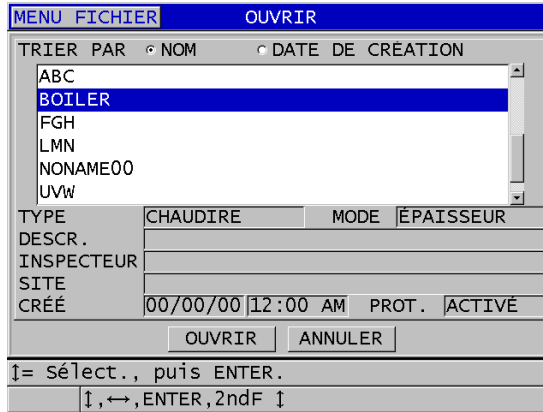 MENU FICHIER OUVRIR
TRIER PAR NOM DATE DE CRÉATION
ABC
BOILER
FGH
LMN
NONAME00
UVW
TYPE CHAUDIRE MODE ÉPAISSEUR
DESCR.
INSPECTEUR
SITE
CRÉÉ 00/00/00 12:00 AM PROT. ACTIVÉ
OUVRIR ANNULER
↕= Sélect., puis ENTER.
↕,↔,ENTER,2ndF ↕